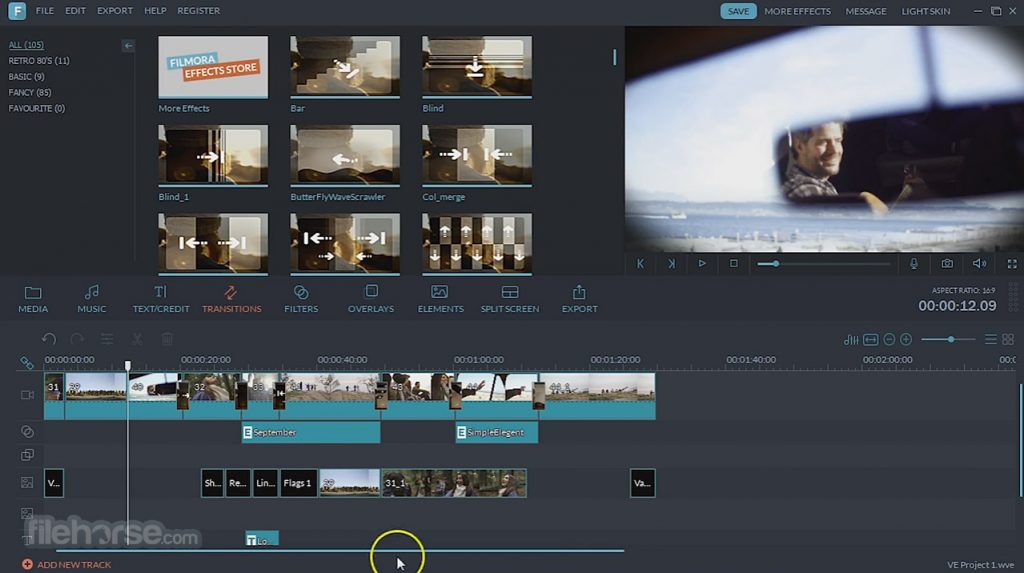 F FILE EDIT EXPORT HELP REGISTER SAVE MORE EFFECTS MESSAGE LIGHT SKIN
ALL (105)
RETRO 80'S (11)
BASIC (9)
FANCY (85)
FAVOURITE (0)
FILMORA
EFFECTS STORE
More Effects Bar Blind
Blind_1 ButterFlyWaveScrawler Col_merge
MEDIA MUSIC TEXT/CREDIT TRANSITIONS FILTERS OVERLAYS ELEMENTS SPLIT SCREEN EXPORT
ASPECT RATIO: 16:9
00:00:12.09
00:00:00:00 00:00:20:00 00:00:40:00 00:01:00:00 00:01:20:00 00:01:40:00 00:02:00:00 00:0
31 39 40 32 33 43 44 44_1
E September E SimpleElegent
V... Sh... Re... Lin... Flags 1 39 31_1 Va...
filehorse.com
T Lo...
ADD NEW TRACK VE Project 1.wve